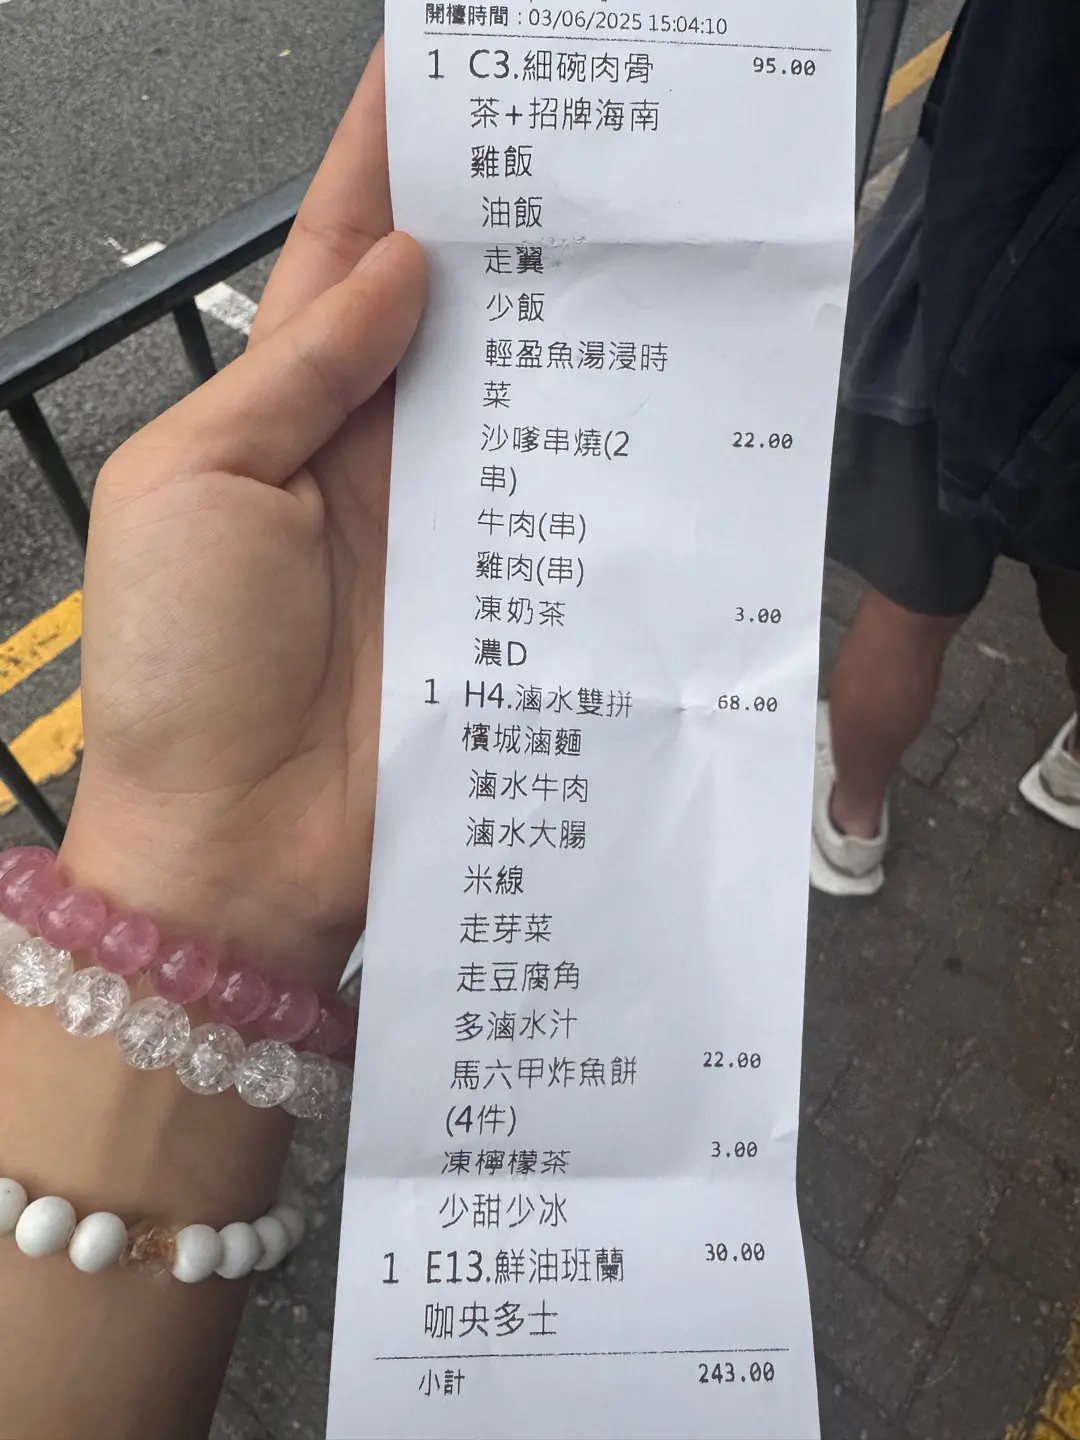 開檯時間：03/06/2025 15:04:10
1 C3.細碗肉骨 95.00
茶+招牌海南
雞飯
油飯
走翼
少飯
輕盈魚湯浸時
菜
沙嗲串燒(2 22.00
串)
牛肉(串)
雞肉(串)
凍奶茶 3.00
濃D
1 H4.滷水雙拼 68.00
檳城滷麵
滷水牛肉
滷水大腸
米線
走芽菜
走豆腐角
多滷水汁
馬六甲炸魚餅 22.00
(4件)
凍檸檬茶 3.00
少甜少冰
1 E13.鮮油班蘭 30.00
咖央多士
小計 243.00